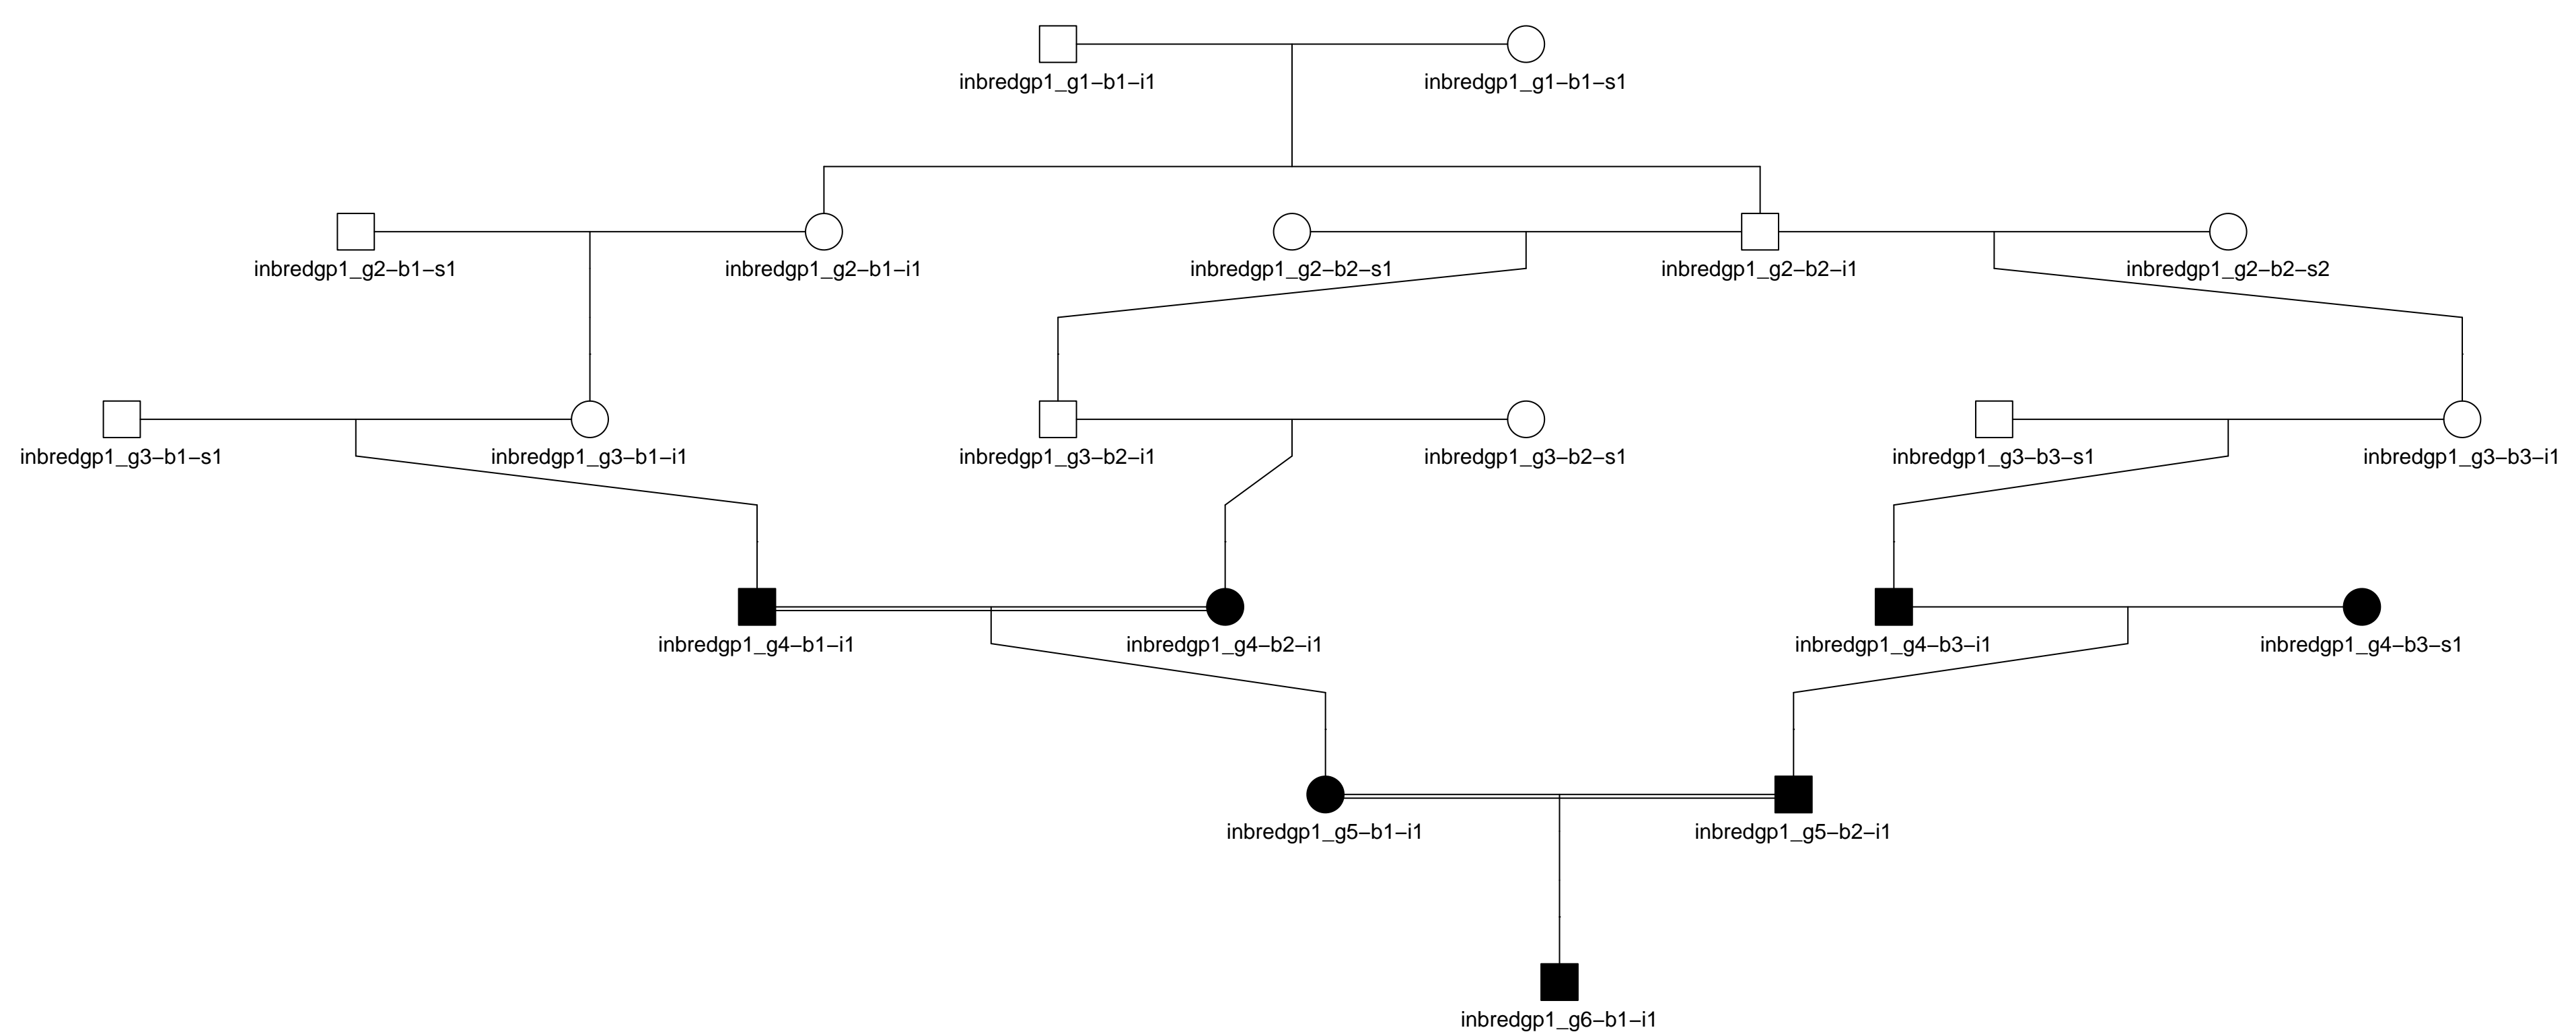 inbredgp1_g1–b1–i1
inbredgp1_g1–b1–s1
inbredgp1_g2–b1–s1
inbredgp1_g2–b1–i1
inbredgp1_g2–b2–s1
inbredgp1_g2–b2–i1
inbredgp1_g2–b2–s2
inbredgp1_g3–b1–s1
inbredgp1_g3–b1–i1
inbredgp1_g3–b2–i1
inbredgp1_g3–b2–s1
inbredgp1_g3–b3–s1
inbredgp1_g3–b3–i1
inbredgp1_g4–b1–i1
inbredgp1_g4–b2–i1
inbredgp1_g4–b3–i1
inbredgp1_g4–b3–s1
inbredgp1_g5–b1–i1
inbredgp1_g5–b2–i1
inbredgp1_g6–b1–i1